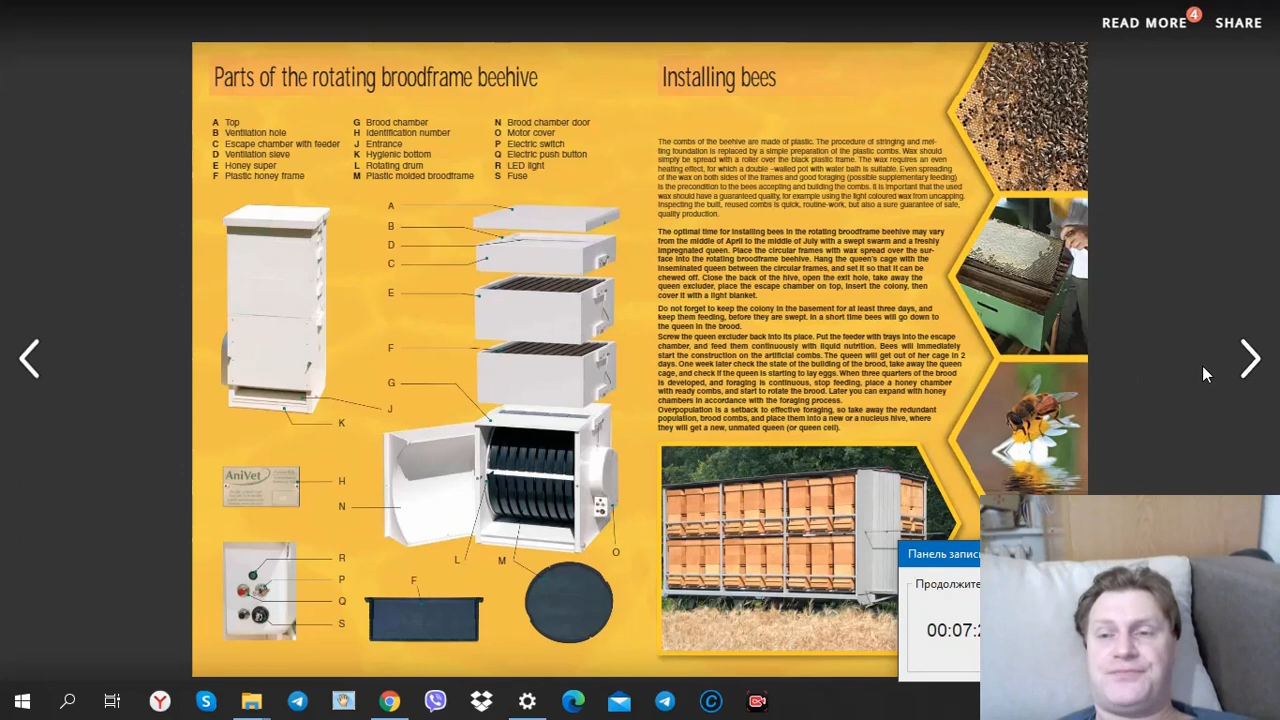 READ MORE 4 SHARE
Parts of the rotating broodframe beehive
A Top
B Ventilation hole
C Escape chamber with feeder
D Ventilation sieve
E Honey super
F Plastic honey frame
G Brood chamber
H Identification number
J Entrance
K Hygienic bottom
L Rotating drum
M Plastic molded broodframe
N Brood chamber door
O Motor cover
P Electric switch
Q Electric push button
R LED light
S Fuse
A
B
D
C
E
F
G
J
K
AniVet
H
N
L
M
O
R
P
Q
S
F
Installing bees
The combs of the beehive are made of plastic. The procedure of stringing and mel-
ting foundation is replaced by a simple preparation of the plastic combs. Wax should
simply be spread with a roller over the black plastic frame. The wax requires an even
heating effect, for which a double –walled pot with water bath is suitable. Even spreading
of the wax on both sides of the frames and good foraging (possible supplementary feeding)
is the precondition to the bees accepting and building the combs. It is important that the used
wax should have a guaranteed quality, for example using the light coloured wax from uncapping.
Inspecting the built, reused combs is quick, routine-work, but also a sure guarantee of safe,
quality production.
The optimal time for installing bees in the rotating broodframe beehive may vary
from the middle of April to the middle of July with a swept swarm and a freshly
impregnated queen. Place the circular frames with wax spread over the sur-
face into the rotating broodframe beehive. Hang the queen's cage with the
inseminated queen between the circular frames, and set it so that it can be
chewed off. Close the back of the hive, open the exit hole, take away the
queen excluder, place the escape chamber on top, insert the colony, then
cover it with a light blanket.
Do not forget to keep the colony in the basement for at least three days, and
keep them feeding, before they are swept. In a short time bees will go down to
the queen in the brood.
Screw the queen excluder back into its place. Put the feeder with trays into the escape
chamber, and feed them continuously with liquid nutrition. Bees will immediately
start the construction on the artificial combs. The queen will get out of her cage in 2
days. One week later check the state of the building of the brood, take away the queen
cage, and check if the queen is starting to lay eggs. When three quarters of the brood
is developed, and foraging is continuous, stop feeding, place a honey chamber
with ready combs, and start to rotate the brood. Later you can expand with honey
chambers in accordance with the foraging process.
Overpopulation is a setback to effective foraging, so take away the redundant
population, brood combs, and place them into a new or a nucleus hive, where
they will get a new, unmated queen (or queen cell).
Панель запис
Продолжите
00:07:2